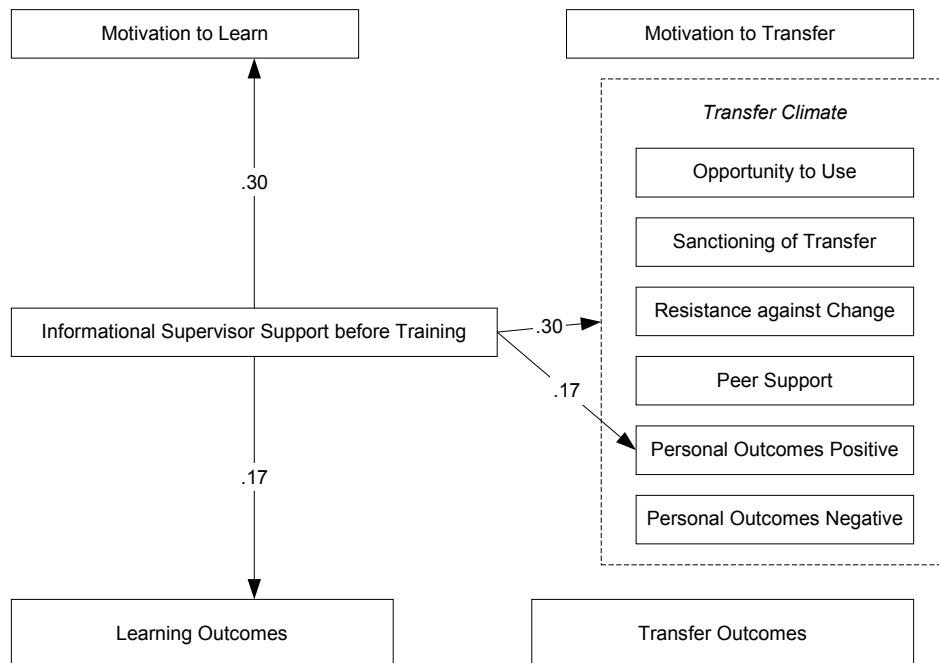 Motivation to Learn
Motivation to Transfer
Transfer Climate
Opportunity to Use
.30
Sanctioning of Transfer
Resistance against Change
Informational Supervisor Support before Training
.30
Peer Support
.17
Personal Outcomes Positive
.17
Personal Outcomes Negative
Learning Outcomes
Transfer Outcomes